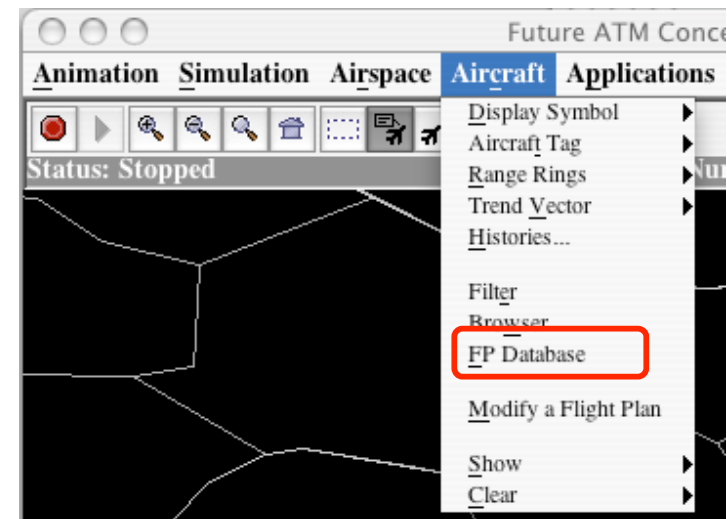 Future ATM Conce
Animation Simulation Airspace Aircraft Applications
Status: Stopped
Nur
Display Symbol
Aircraft Tag
Range Rings
Trend Vector
Histories...
Filter
Browser
FP Database
Modify a Flight Plan
Show
Clear